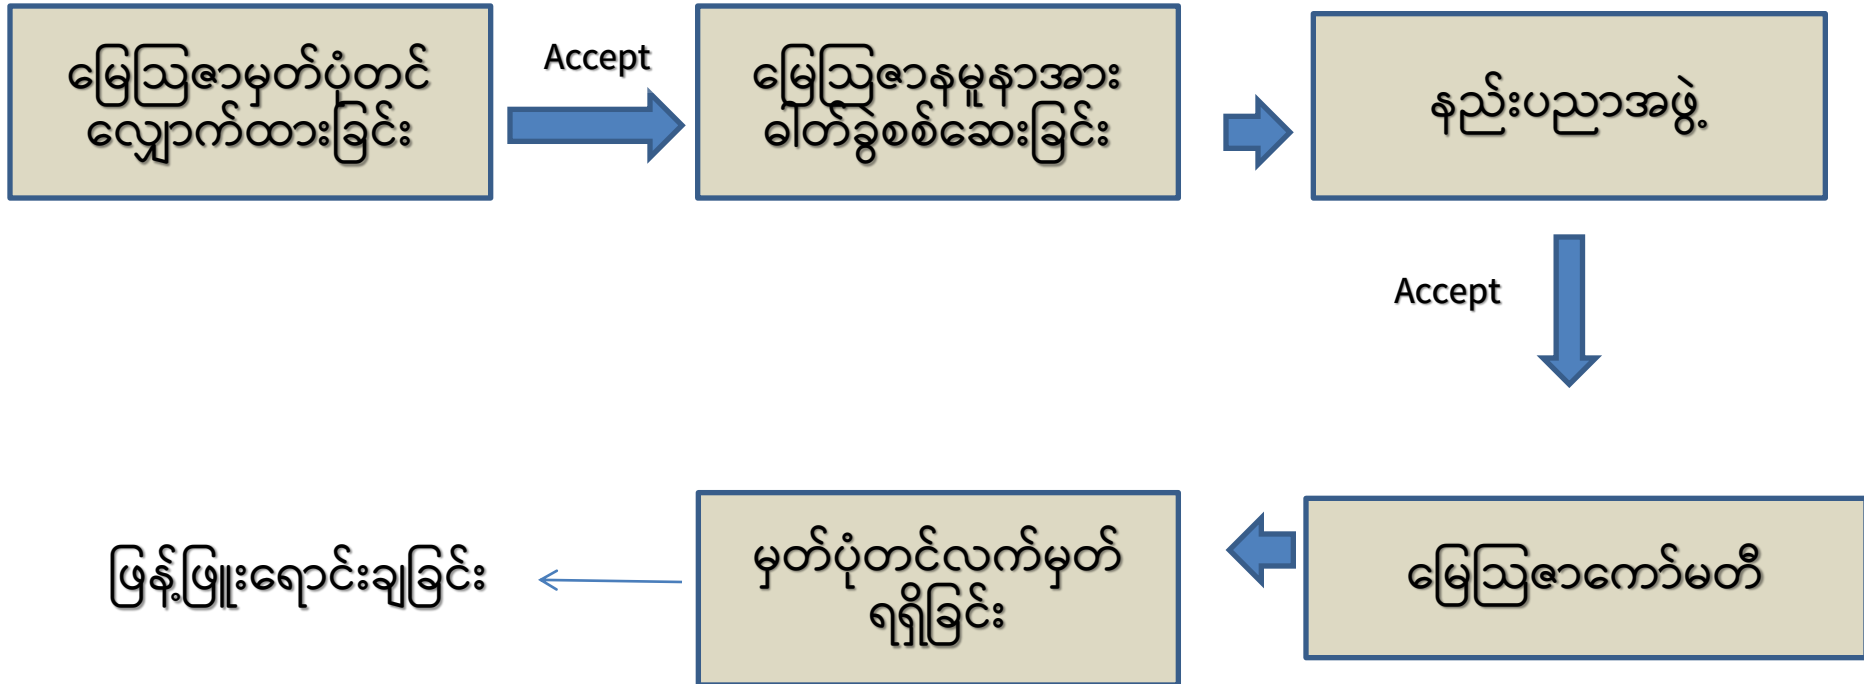 မြေဩဇာမှတ်ပုံတင်
လျှောက်ထားခြင်း
Accept
မြေဩဇာနမူနာအား
ဓါတ်ခွဲစစ်ဆေးခြင်း
နည်းပညာအဖွဲ့
Accept
မြေဩဇာကော်မတီ
မှတ်ပုံတင်လက်မှတ်
ရရှိခြင်း
ဖြန့်ဖြူးရောင်းချခြင်း